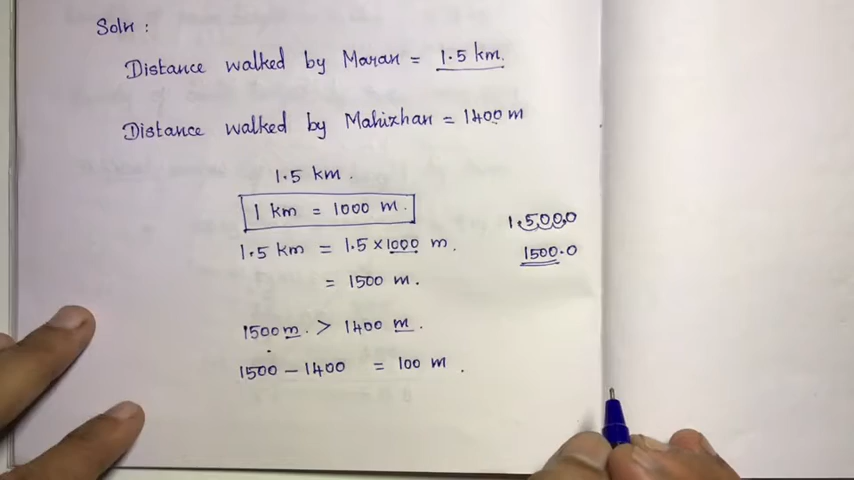 Soln :
Distance walked by Maran = 1.5 km.
Distance walked by Mahizhan = 1400 m
1.5 km.
1 km = 1000 m.
1.5000
1.5 km = 1.5 × 1000 m.
1500.0
= 1500 m.
1500 m. > 1400 m.
1500 – 1400 = 100 m.